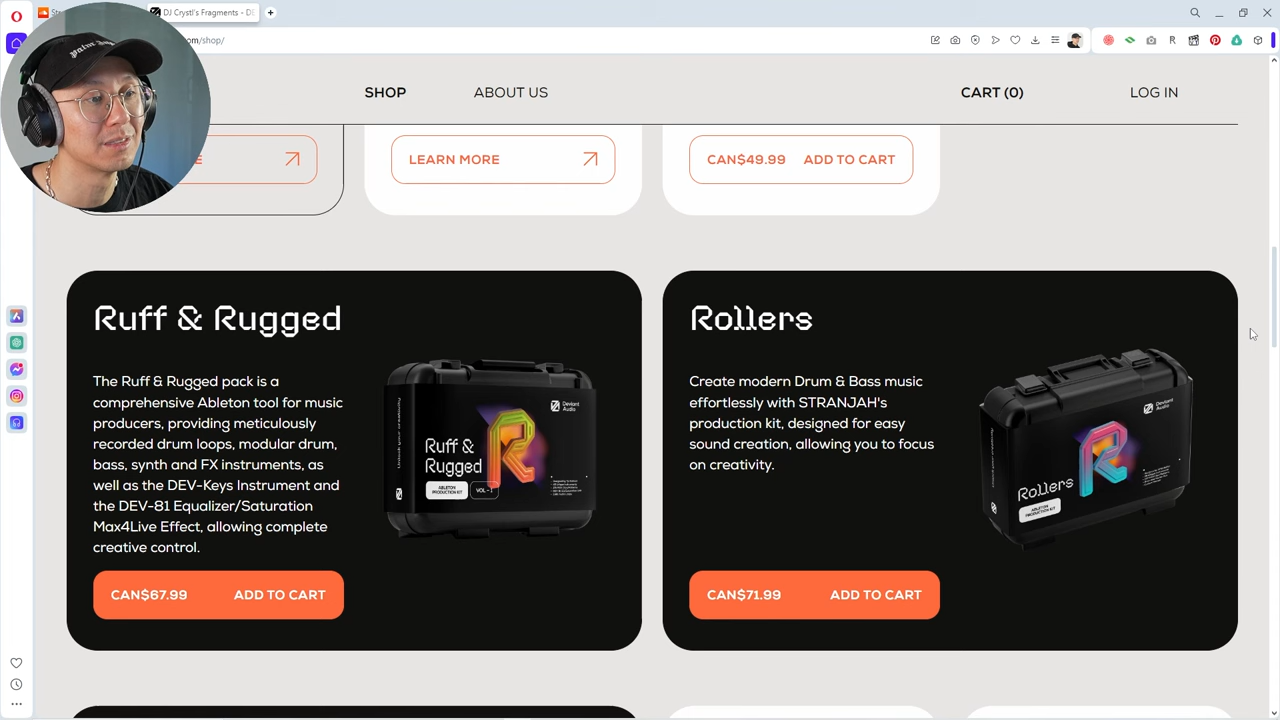 DJ Crystl's Fragments - DE
om/shop/
SHOP
ABOUT US
CART (0)
LOG IN
E
LEARN MORE
CAN$49.99
ADD TO CART
Ruff & Rugged
The Ruff & Rugged pack is a
comprehensive Ableton tool for music
producers, providing meticulously
recorded drum loops, modular drum,
bass, synth and FX instruments, as
well as the DEV-Keys Instrument and
the DEV-81 Equalizer/Saturation
Max4Live Effect, allowing complete
creative control.
CAN$67.99
ADD TO CART
Deviant
Audio
Ruff &
Rugged
ABLETON
PRODUCTION KIT
VOL - 1
Rollers
Create modern Drum & Bass music
effortlessly with STRANJAH's
production kit, designed for easy
sound creation, allowing you to focus
on creativity.
CAN$71.99
ADD TO CART
Deviant
Audio
Rollers
ABLETON
PRODUCTION KIT